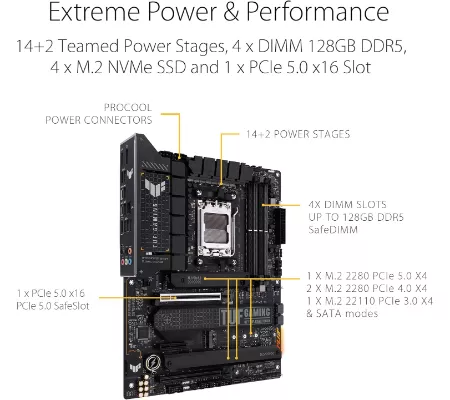 Extreme Power & Performance
14+2 Teamed Power Stages, 4 x DIMM 128GB DDR5,
4 x M.2 NVMe SSD and 1 x PCIe 5.0 x16 Slot
PROCOOL
POWER CONNECTORS
14+2 POWER STAGES
4X DIMM SLOTS
UP TO 128GB DDR5
SafeDIMM
TUF GAMING
1 X M.2 2280 PCIe 5.0 X4
2 X M.2 2280 PCIe 4.0 X4
1 X M.2 22110 PCIe 3.0 X4
& SATA modes
1 x PCIe 5.0 x16
PCIe 5.0 SafeSlot
TUF GAMING